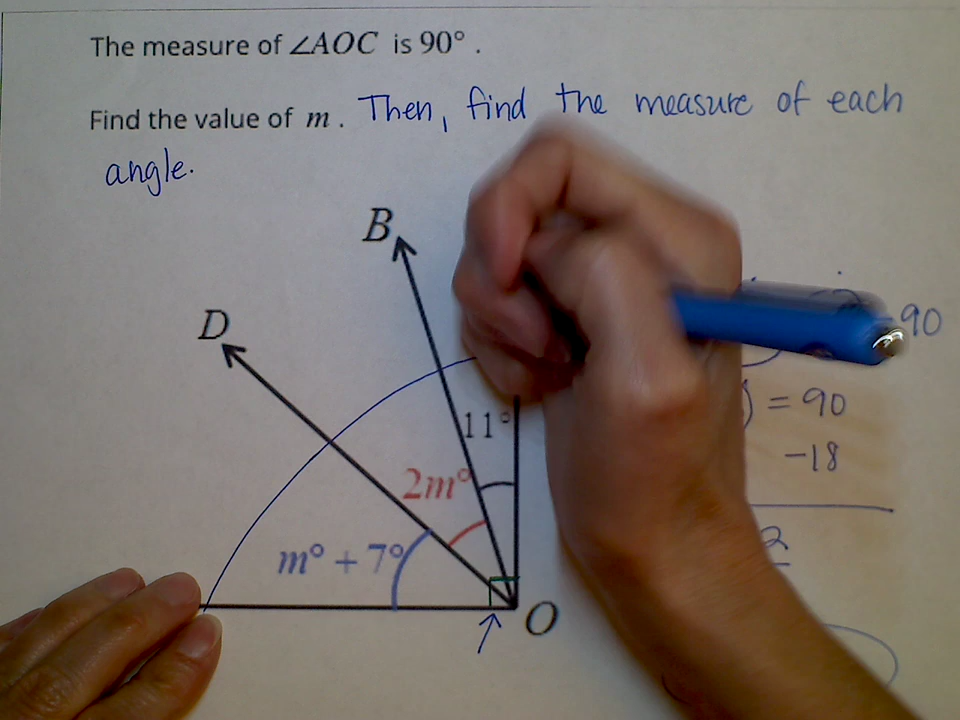 The measure of ∠AOC is 90° .
Find the value of m . Then, find the measure of each
angle.
B
D
90
11°
) = 90
2m°
-18
m° + 7°
2
O